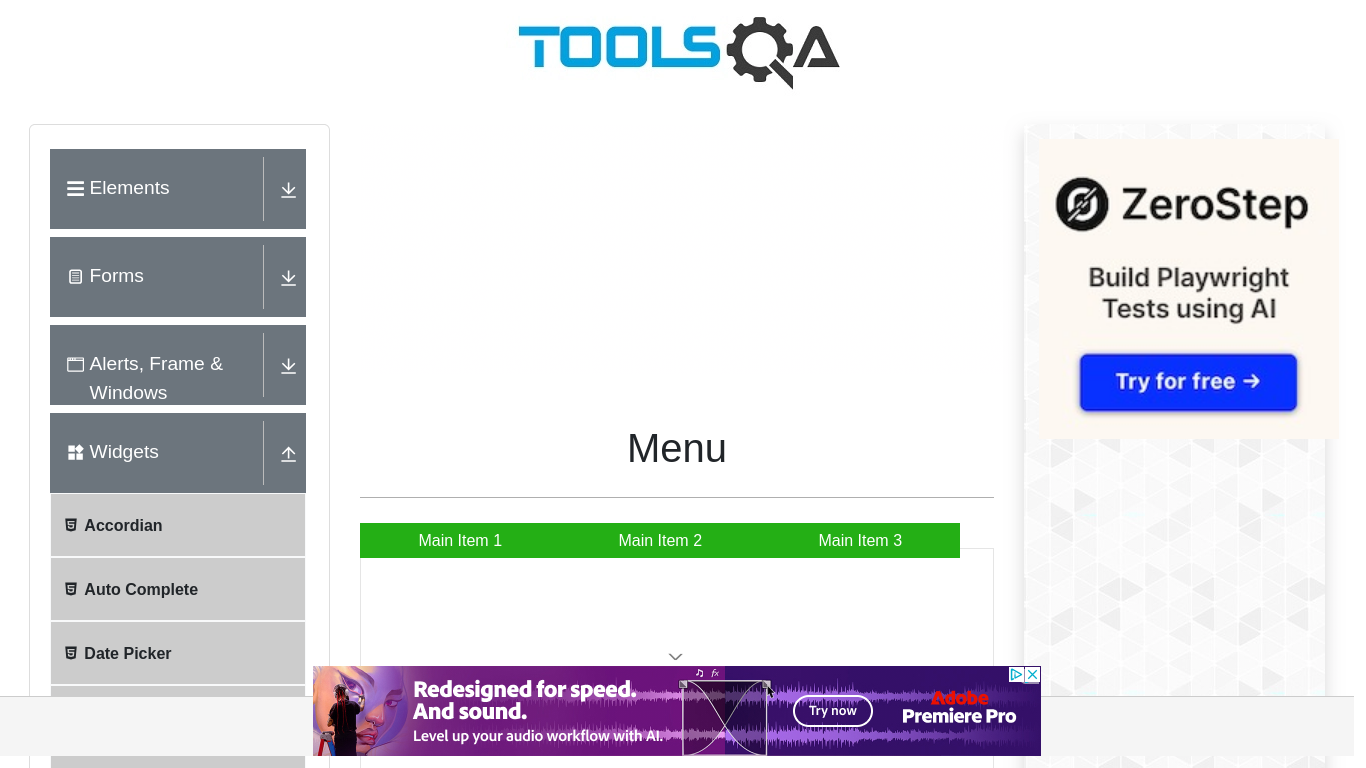 TOOLSQA
Elements
Forms
Alerts, Frame &
Windows
Widgets
Accordian
Auto Complete
Date Picker
Menu
Main Item 1
Main Item 2
Main Item 3
ZeroStep
Build Playwright
Tests using AI
Try for free →
Redesigned for speed.
And sound.
Level up your audio workflow with AI.
fx
Try now
Adobe
Premiere Pro